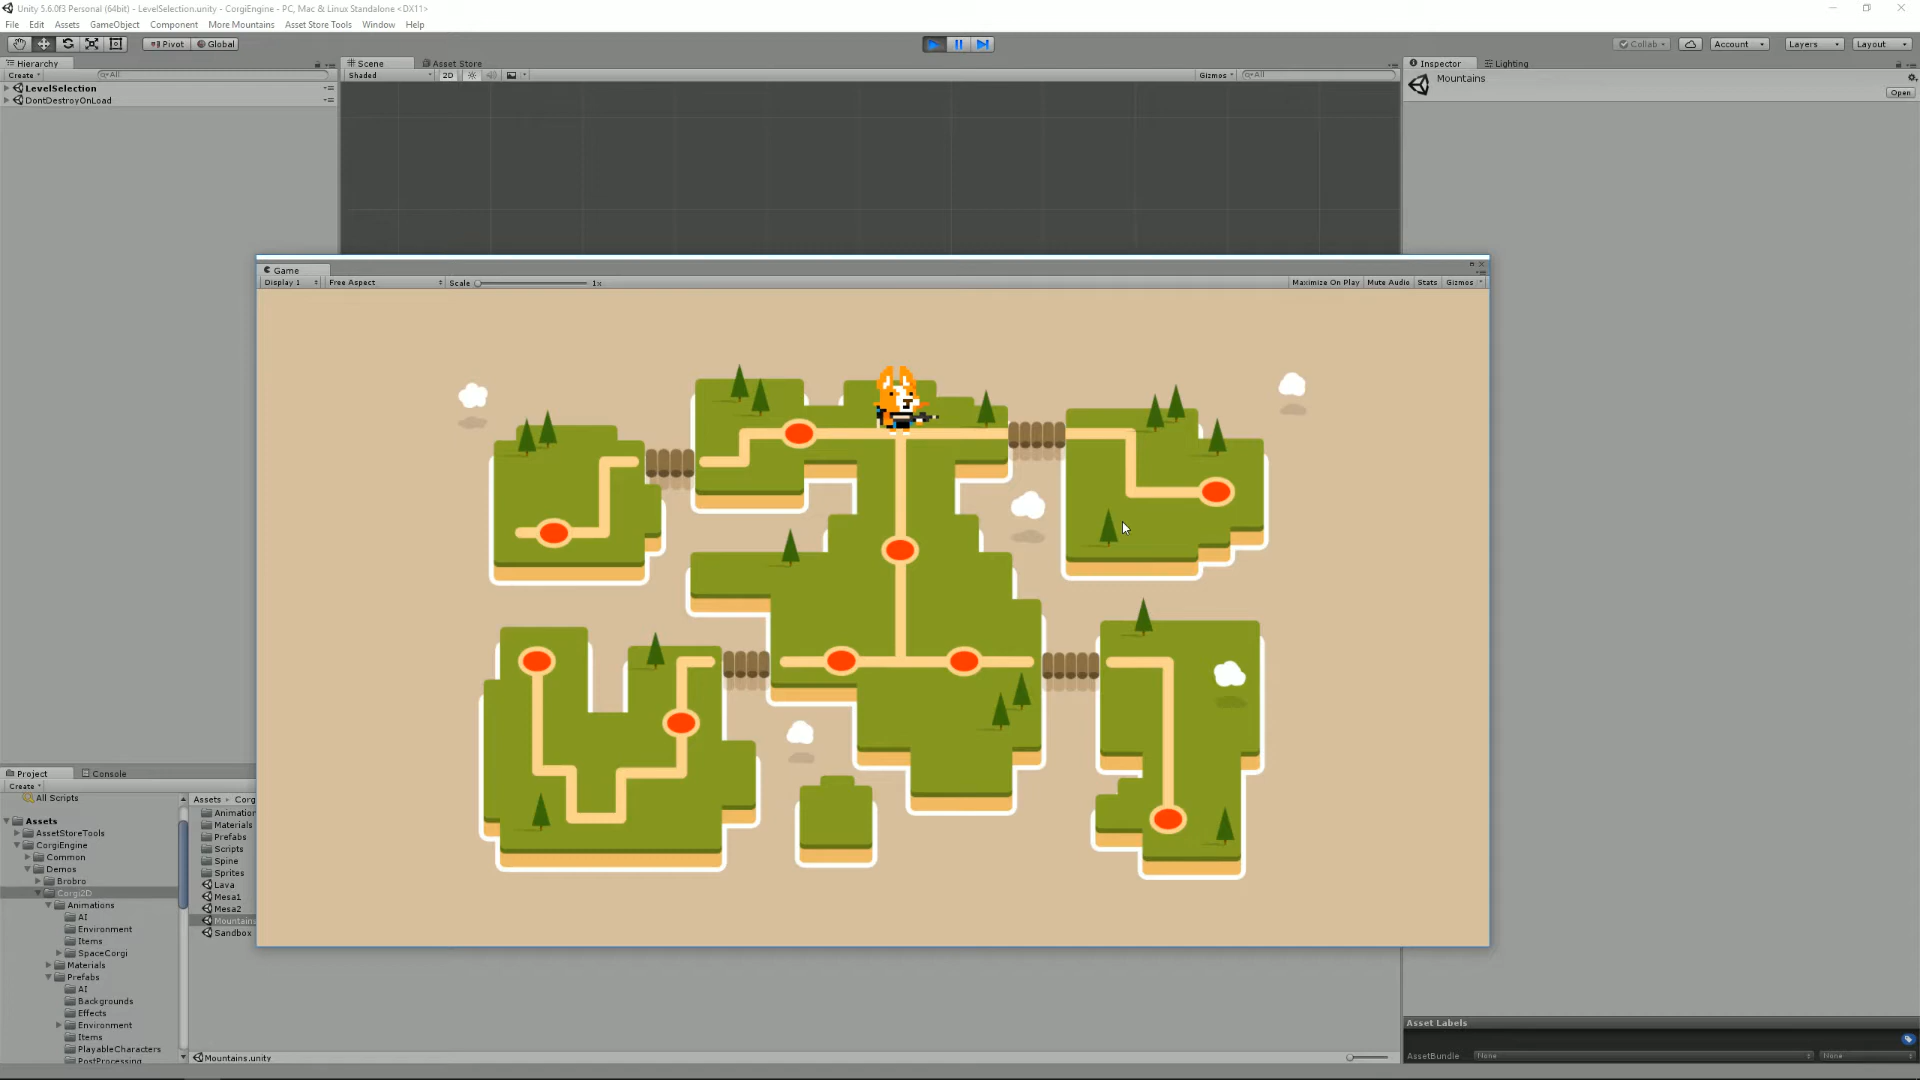 Unity 5.6.0f3 Personal (64bit) - LevelSelection.unity - CorgiEngine - PC, Mac & Linux Standalone <DX11>
File Edit Assets GameObject Component More Mountains Asset Store Tools Window Help
Pivot Global Collab Account Layers Layout
Hierarchy
Create All
LevelSelection
DontDestroyOnLoad
Scene Asset Store
Shaded 2D Gizmos All
Inspector Lighting
Mountains
Open
Game
Display 1 Free Aspect Scale 1x Maximize On Play Mute Audio Stats Gizmos
Project Console
Create
All Scripts
Assets
AssetStoreTools
CorgiEngine
Common
Demos
Brobro
Corgi2D
Animations
AI
Environment
Items
SpaceCorgi
Materials
Prefabs
AI
Backgrounds
Effects
Environment
Items
PlayableCharacters
PostProcessing
Assets Corg
Animation
Materials
Prefabs
Scripts
Spine
Sprites
Lava
Mesa1
Mesa2
Mountains
Sandbox
Mountains.unity
Asset Labels
AssetBundle None None